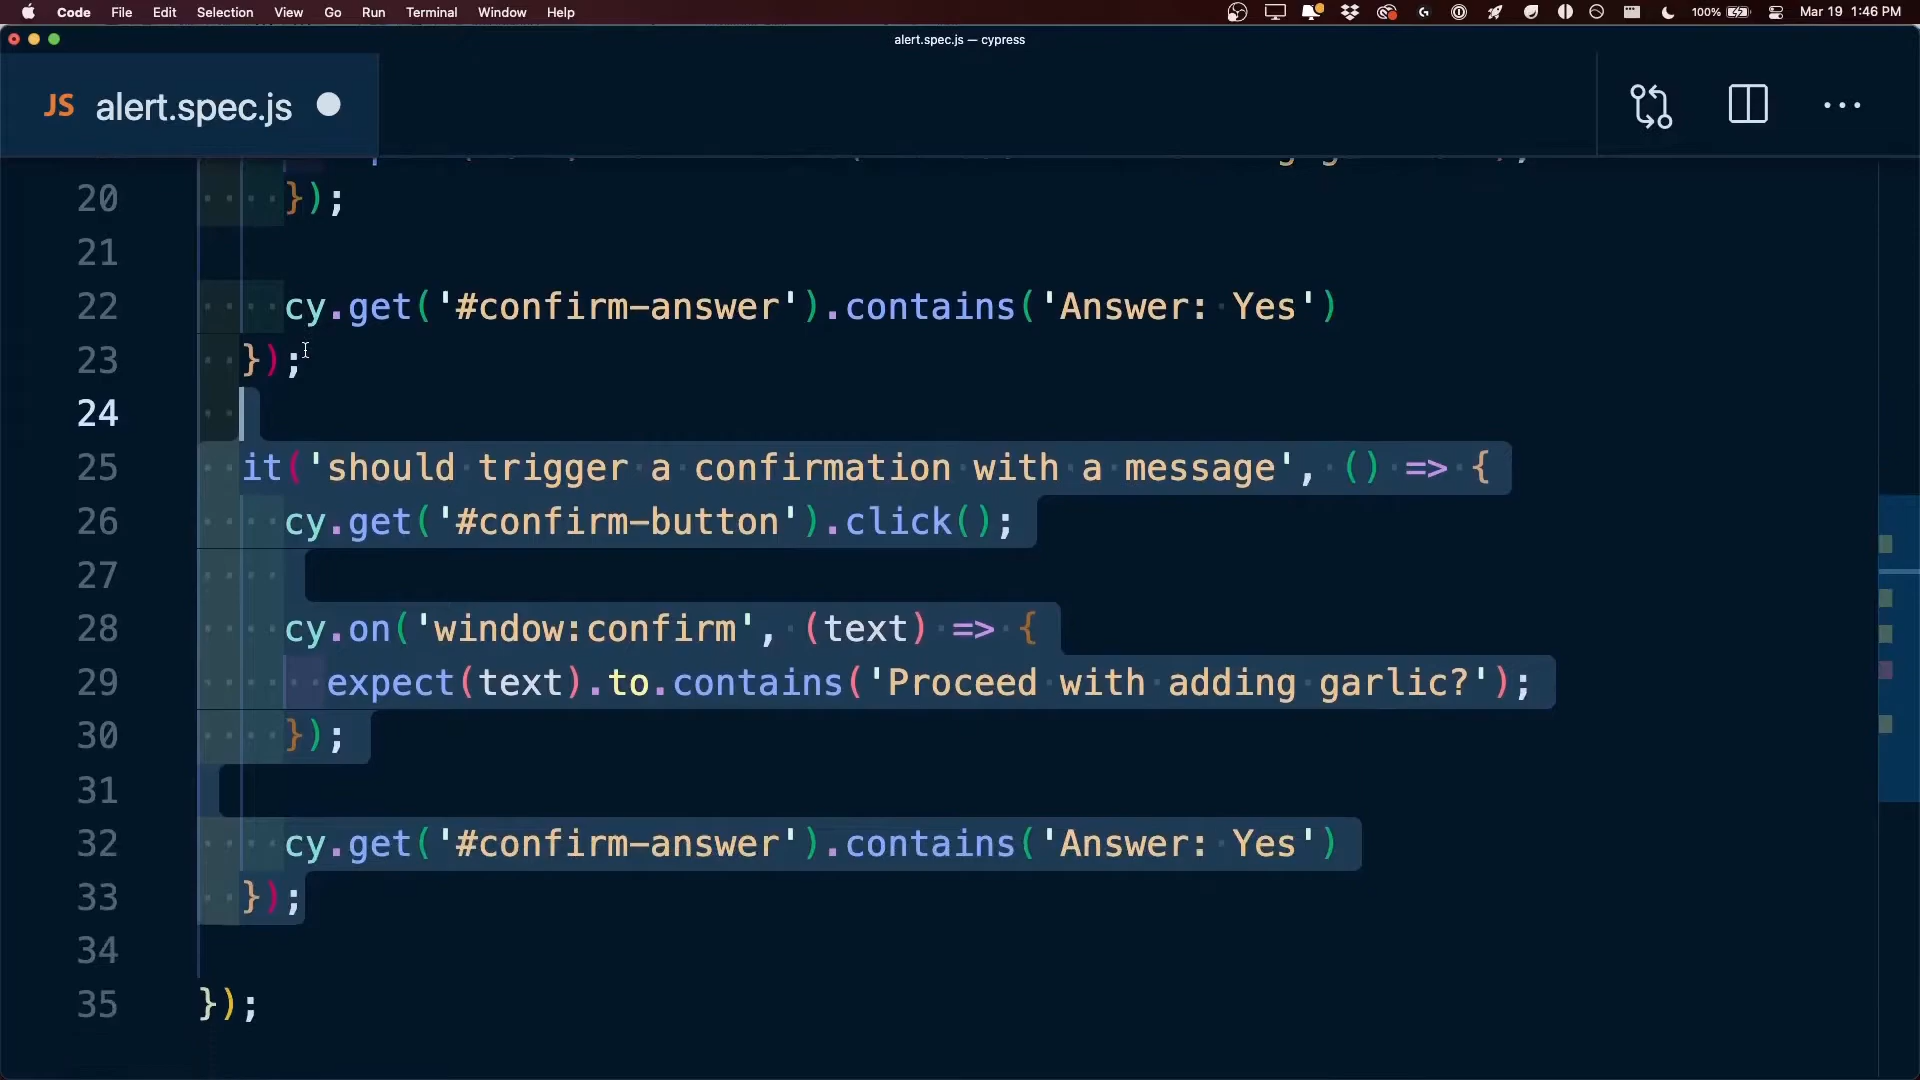 Code File Edit Selection View Go Run Terminal Window Help 100% Mar 19 1:46 PM
alert.spec.js — cypress
JS alert.spec.js
20 });
21
22 cy.get('#confirm-answer').contains('Answer: Yes')
23 });
24
25 it('should trigger a confirmation with a message', () => {
26 cy.get('#confirm-button').click();
27
28 cy.on('window:confirm', (text) => {
29 expect(text).to.contains('Proceed with adding garlic?');
30 });
31
32 cy.get('#confirm-answer').contains('Answer: Yes')
33 });
34
35 });